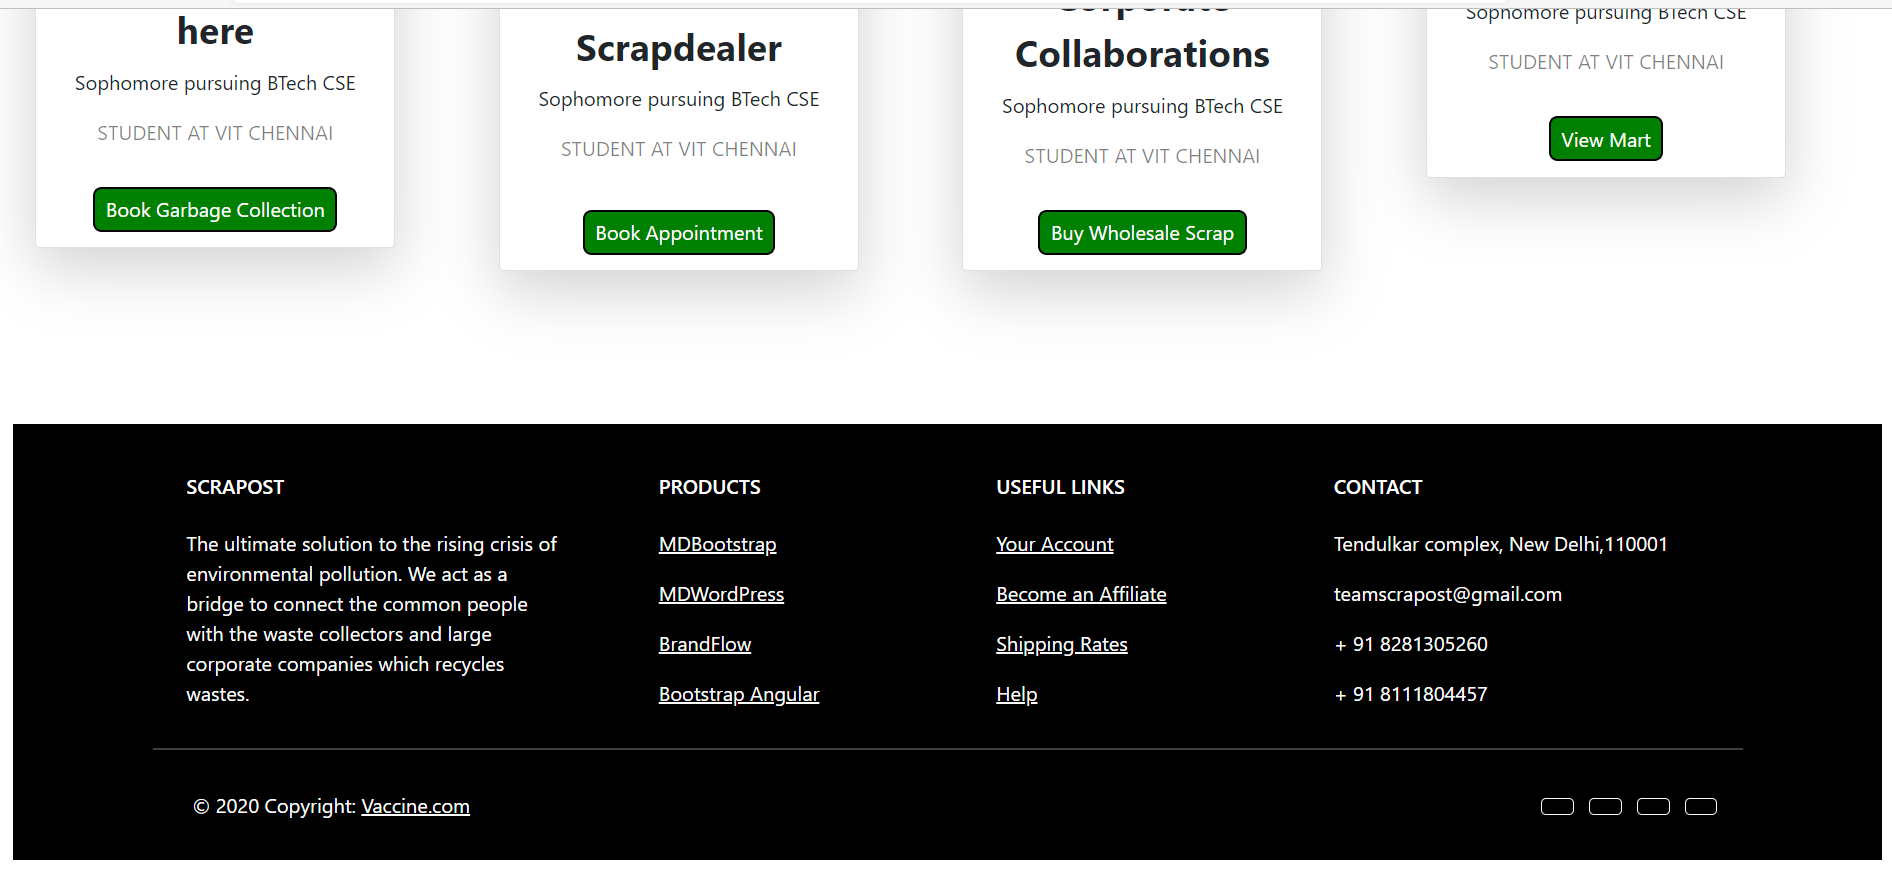 here
Sophomore pursuing BTech CSE
STUDENT AT VIT CHENNAI
Book Garbage Collection
Scrapdealer
Sophomore pursuing BTech CSE
STUDENT AT VIT CHENNAI
Book Appointment
Corporate
Collaborations
Sophomore pursuing BTech CSE
STUDENT AT VIT CHENNAI
Buy Wholesale Scrap
Sophomore pursuing BTech CSE
STUDENT AT VIT CHENNAI
View Mart
SCRAPOST
The ultimate solution to the rising crisis of
environmental pollution. We act as a
bridge to connect the common people
with the waste collectors and large
corporate companies which recycles
wastes.
PRODUCTS
MDBootstrap
MDWordPress
BrandFlow
Bootstrap Angular
USEFUL LINKS
Your Account
Become an Affiliate
Shipping Rates
Help
CONTACT
Tendulkar complex, New Delhi,110001
teamscrapost@gmail.com
+ 91 8281305260
+ 91 8111804457
© 2020 Copyright: Vaccine.com